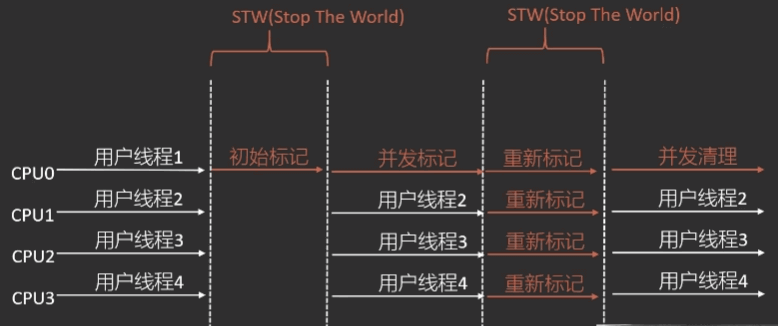 STW(Stop The World) STW(Stop The World)
CPU0 用户线程1 初始标记 并发标记 重新标记 并发清理
CPU1 用户线程2 用户线程2 重新标记 用户线程2
CPU2 用户线程3 用户线程3 重新标记 用户线程3
CPU3 用户线程4 用户线程4 重新标记 用户线程4